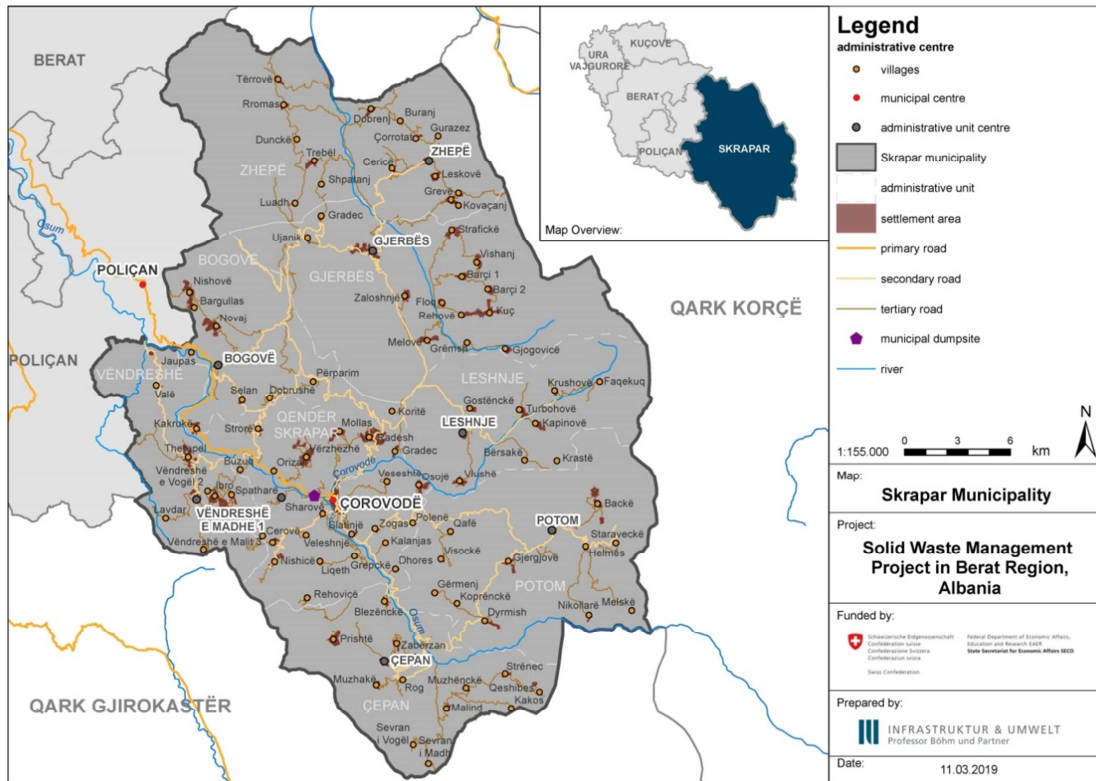 BERAT
Tërrovë
Rromas
Dobrenj
Buranj
Çorrotat
Gurazez
Dunckë
ZHEPË
Trebël
Cerice
ZHEPË
Leskovë
Shpatanj
Grevë
Luadh
Kovaçanj
Gradec
Strafickë
Osum
Ujanik
GJERBËS
Vishanj
BOGOVË
GJERBËS
POLIÇAN
Nishovë
Barçi 1
Barçi 2
Bargullas
Zaloshnjë
Floq
Kuç
Novaj
Rehovë
QARK KORÇË
Melovë
Grëmsh
Gjogovicë
Jaupas
BOGOVË
POLIÇAN
VËNDRESHË
LESHNJE
Valë
Përparim
Krushovë
Faqekuq
Selan
Dobrushë
Gostënckë
Turbohovë
QENDËR
SKRAPAR
Koritë
Kakrukë
Strorë
Mollas
LESHNJE
Kapinovë
Radesh
Gradec
Thetepel
Buzuq
Vërzhezhë
Bërsakë
Krastë
Orizaj
Çorovodë
Vëndreshë
e Vogël 2
Veseshtë
Osojë
Vlushë
Ibro
Spatharë
ÇOROVODË
Backë
Lavdar
VËNDRESHË
E MADHE 1
Sharovë
Slatinjë
Zogas
Polenë
Qafë
POTOM
Vëndreshë e Malit 3
Cerovë
Veleshnjë
Kalanjas
Staraveckë
Visockë
Gjergjovë
Helmës
Nishicë
Liqeth
Grepckë
Dhores
POTOM
Gërmenj
Rehovicë
Koprënckë
Blezënckë
Osum
Dyrmish
Nikollarë
Melskë
Prishtë
Zaberzan
ÇEPAN
Strënec
Muzhakë
Rog
Muzhënckë
Qeshibes
Kakos
QARK GJIROKASTËR
ÇEPAN
Malind
Sevran
i Vogël
Sevran
i Madh
KUÇOVË
URA
VAJGURORE
BERAT
SKRAPAR
POLIÇAN
Map Overview:
Legend
administrative centre
villages
municipal centre
administrative unit centre
Skrapar municipality
administrative unit
settlement area
primary road
secondary road
tertiary road
municipal dumpsite
river
N
1:155.000 0 3 6 km
Map:
Skrapar Municipality
Project:
Solid Waste Management
Project in Berat Region,
Albania
Funded by:
Schweizerische Eidgenossenschaft
Confédération suisse
Confederazione Svizzera
Confederaziun svizra
Swiss Confederation
Federal Department of Economic Affairs,
Education and Research EAER
State Secretariat for Economic Affairs SECO
Prepared by:
INFRASTRUKTUR & UMWELT
Professor Böhm und Partner
Date:
11.03.2019